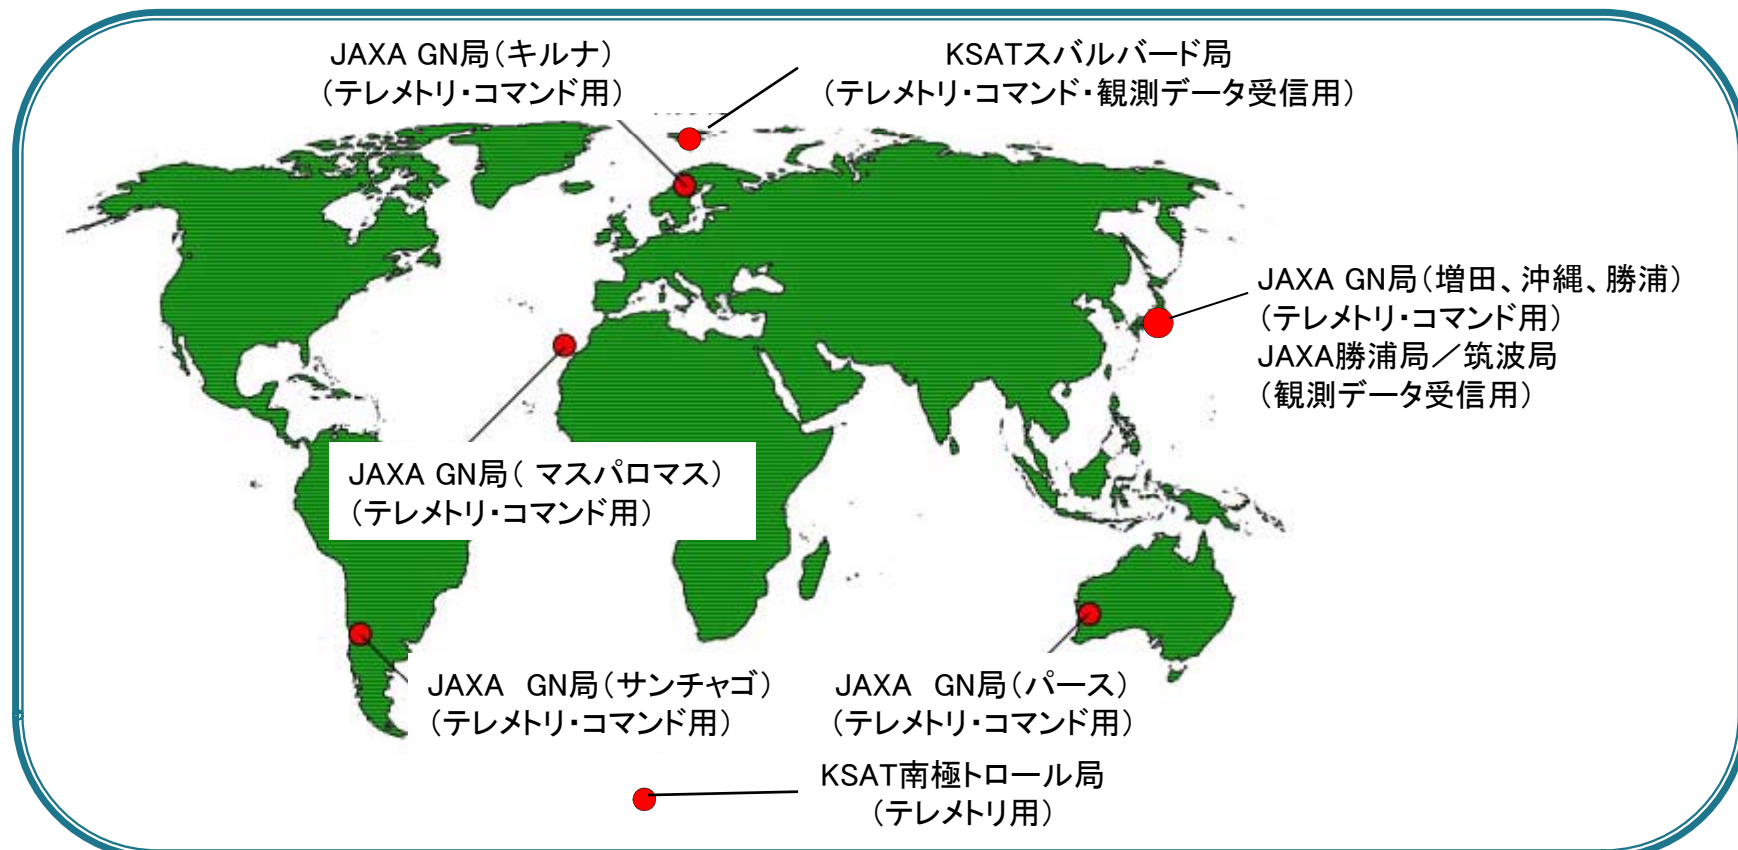 JAXA GN局(キルナ)
(テレメトリ・コマンド用)
KSATスバルバード局
(テレメトリ・コマンド・観測データ受信用)
JAXA GN局(増田、沖縄、勝浦)
(テレメトリ・コマンド用)
JAXA勝浦局／筑波局
(観測データ受信用)
JAXA GN局( マスパロマス)
(テレメトリ・コマンド用)
JAXA　GN局(サンチャゴ)
(テレメトリ・コマンド用)
JAXA　GN局(パース)
(テレメトリ・コマンド用)
KSAT南極トロール局
(テレメトリ用)